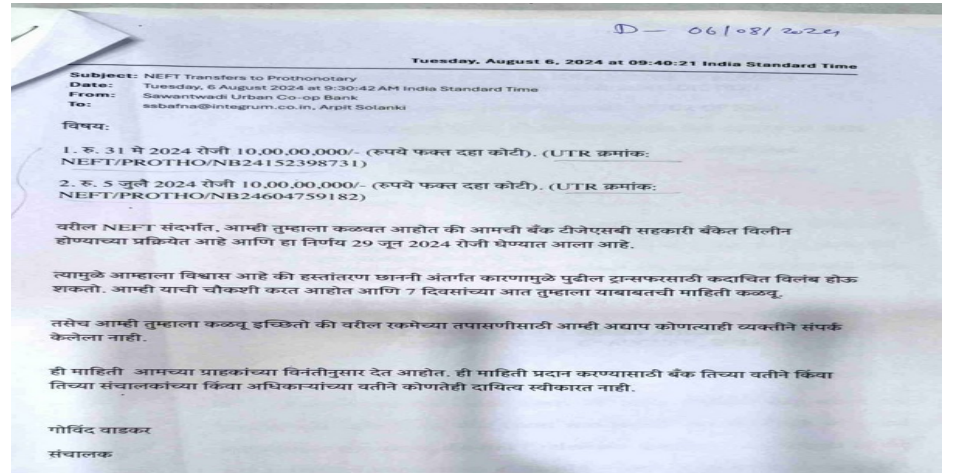 D- 06/08/2024
Tuesday, August 6, 2024 at 09:40:21 India Standard Time
Subject: NEFT Transfers to Prothonotary
Date: Tuesday, 6 August 2024 at 9:30:42 AM India Standard Time
From: Sawantwadi Urban Co-op Bank
To: ssbafna@integrum.co.in, Arpit Solanki
विषय:
1. रु. 31 मे 2024 रोजी 10,00,00,000/- (रुपये फक्त दहा कोटी). (UTR क्रमांक:
NEFT/PROTHO/NB24152398731)
2. रु. 5 जुलै 2024 रोजी 10,00,00,000/- (रुपये फक्त दहा कोटी). (UTR क्रमांक:
NEFT/PROTHO/NB24604759182)
वरील NEFT संदर्भात, आम्ही तुम्हाला कळवत आहोत की आमची बँक टीजेएसबी सहकारी बँकेत विलीन
होण्याच्या प्रक्रियेत आहे आणि हा निर्णय 29 जून 2024 रोजी घेण्यात आला आहे.
त्यामुळे आम्हाला विश्वास आहे की हस्तांतरण छाननी अंतर्गत कारणामुळे पुढील ट्रान्सफरसाठी कदाचित विलंब होऊ
शकतो. आम्ही याची चौकशी करत आहोत आणि 7 दिवसांच्या आत तुम्हाला याबाबतची माहिती कळवू.
तसेच आम्ही तुम्हाला कळवू इच्छितो की वरील रकमेच्या तपासणीसाठी आम्ही अद्याप कोणत्याही व्यक्तीने संपर्क
केलेला नाही.
ही माहिती आमच्या ग्राहकांच्या विनंतीनुसार देत आहोत. ही माहिती प्रदान करण्यासाठी बँक तिच्या वतीने किंवा
तिच्या संचालकांच्या किंवा अधिकाऱ्यांच्या वतीने कोणतेही दायित्व स्वीकारत नाही.
गोविंद वाडकर
संचालक